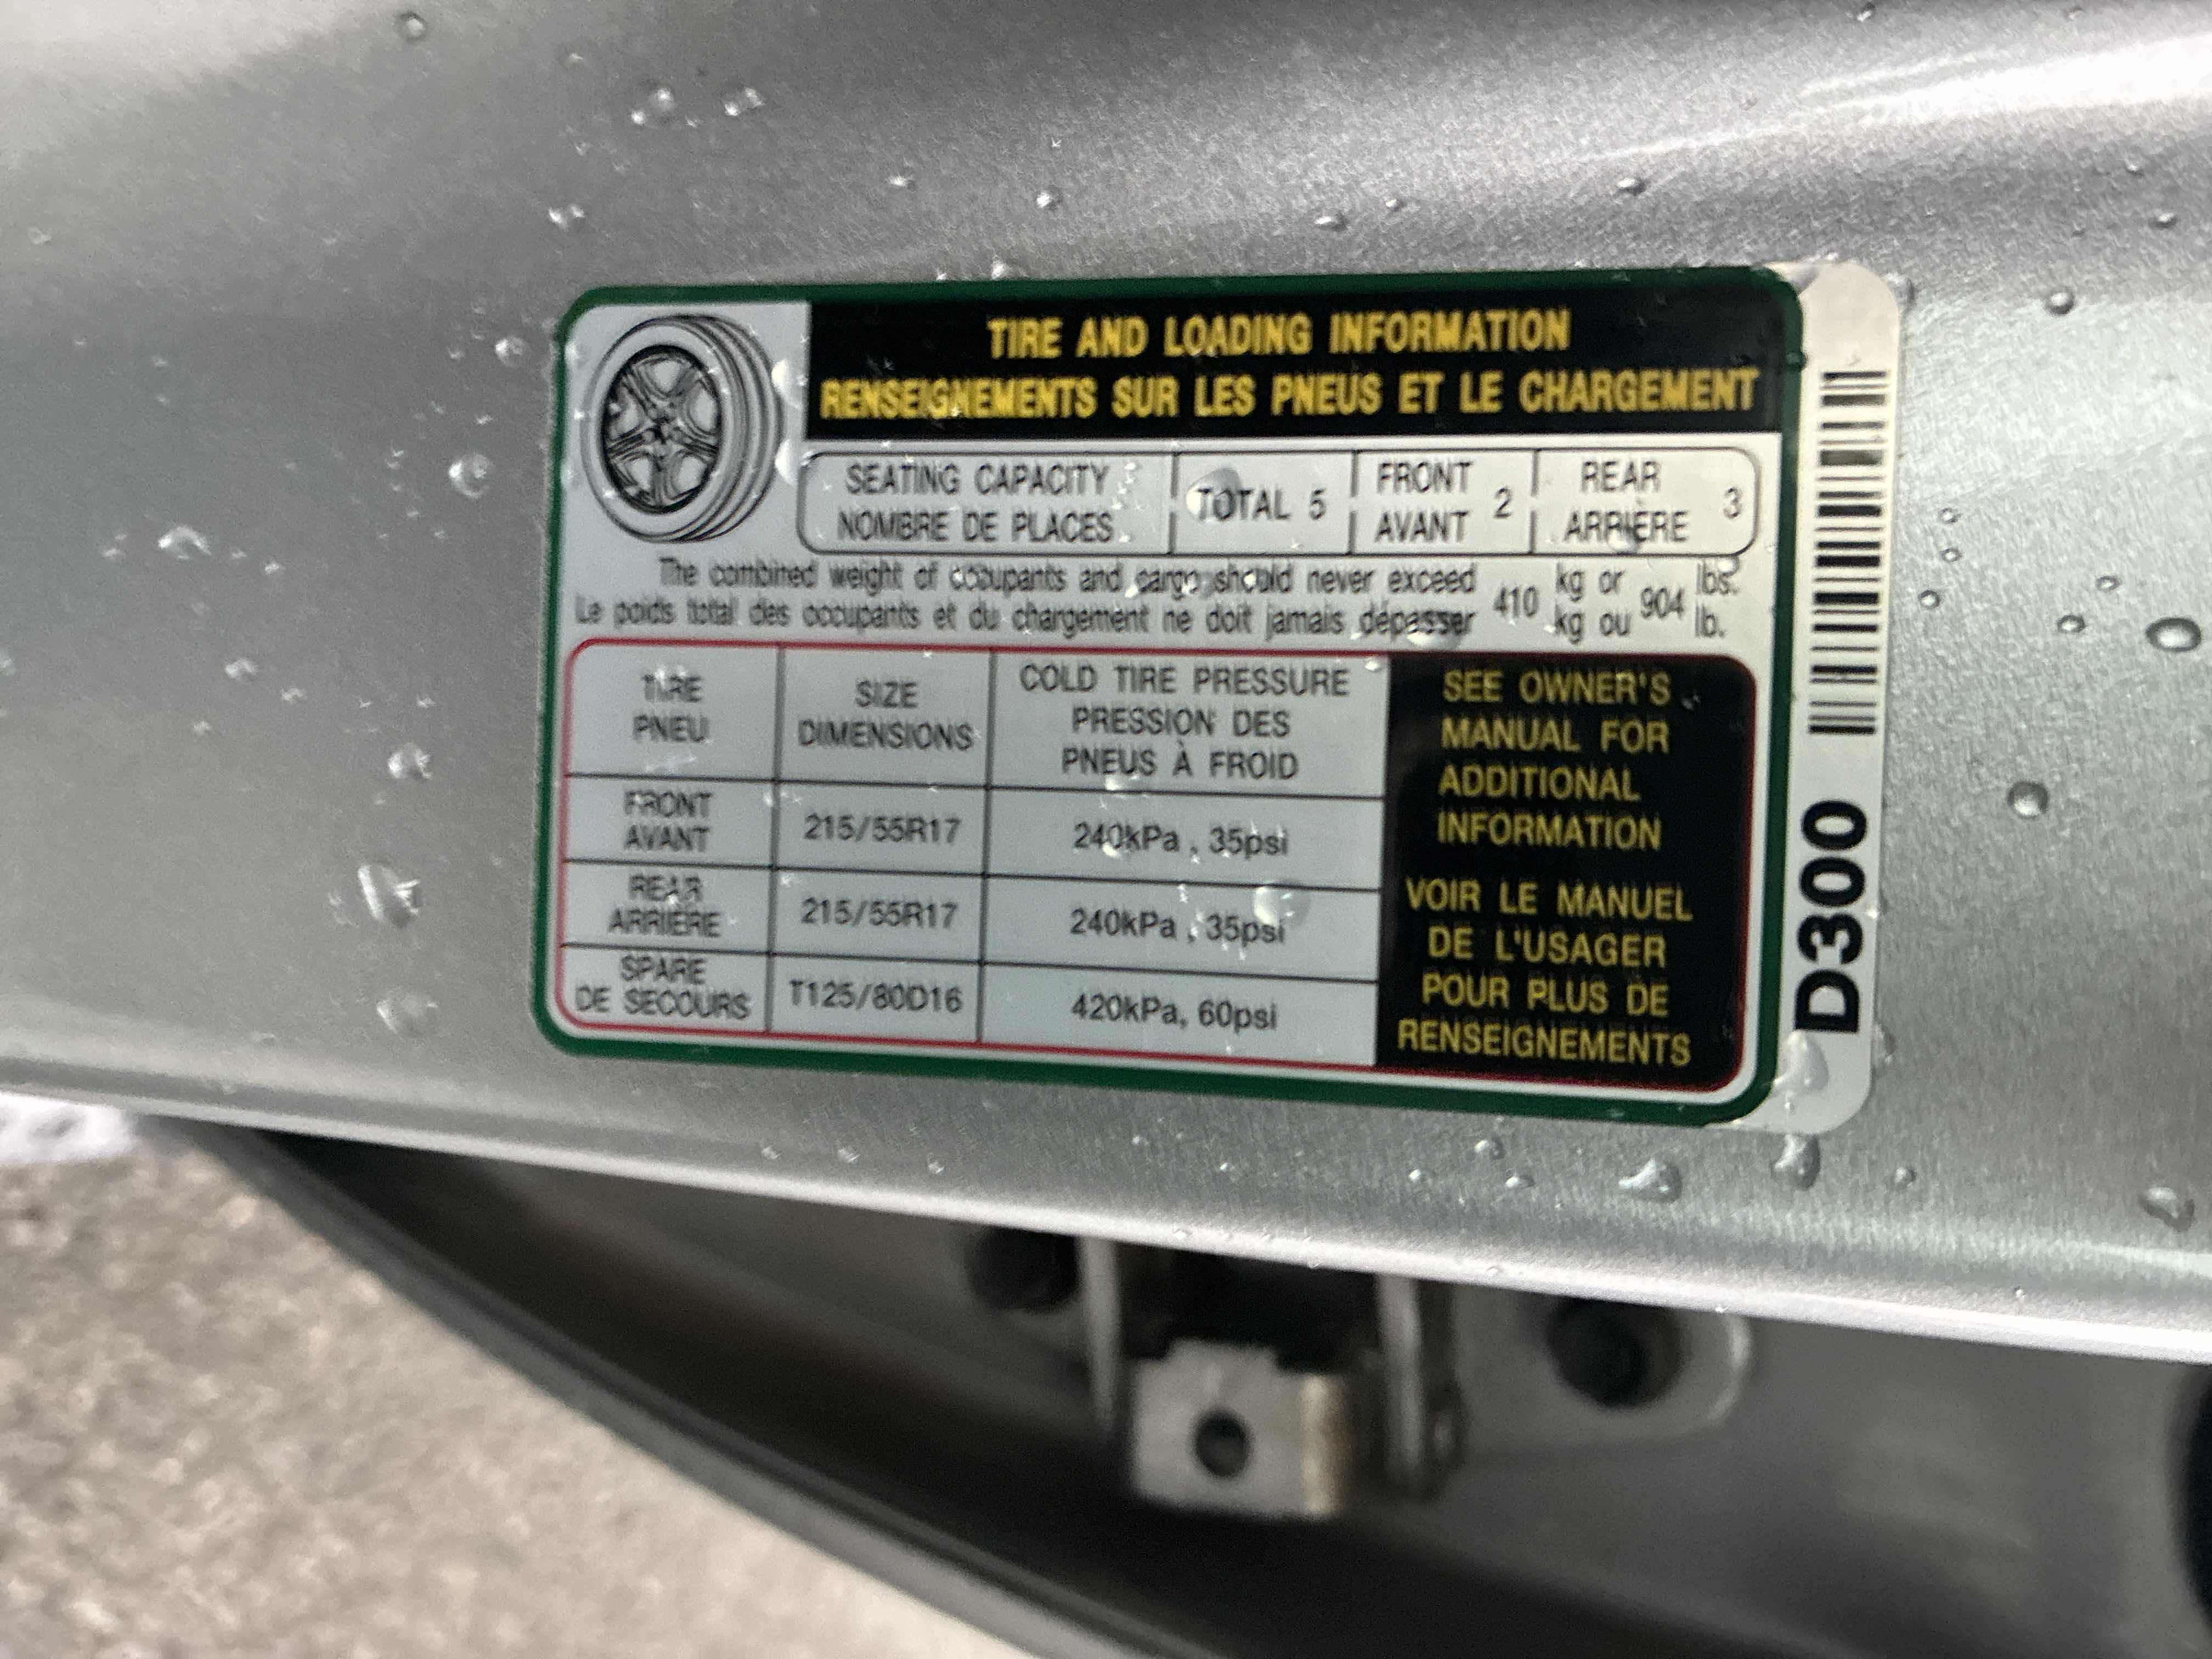 TIRE AND LOADING INFORMATION
RENSEIGNEMENTS SUR LES PNEUS ET LE CHARGEMENT
SEATING CAPACITY
NOMBRE DE PLACES
TOTAL 5
FRONT
AVANT
2
REAR
ARRIÈRE
3
The combined weight of occupants and cargo should never exceed 410 kg or 904 lbs.
Le poids total des occupants et du chargement ne doit jamais dépasser kg ou lb.
TIRE
PNEU
SIZE
DIMENSIONS
COLD TIRE PRESSURE
PRESSION DES
PNEUS À FROID
FRONT
AVANT
215/55R17
240kPa , 35psi
REAR
ARRIÈRE
215/55R17
240kPa , 35psi
SPARE
DE SECOURS
T125/80D16
420kPa, 60psi
SEE OWNER'S
MANUAL FOR
ADDITIONAL
INFORMATION
VOIR LE MANUEL
DE L'USAGER
POUR PLUS DE
RENSEIGNEMENTS
D300